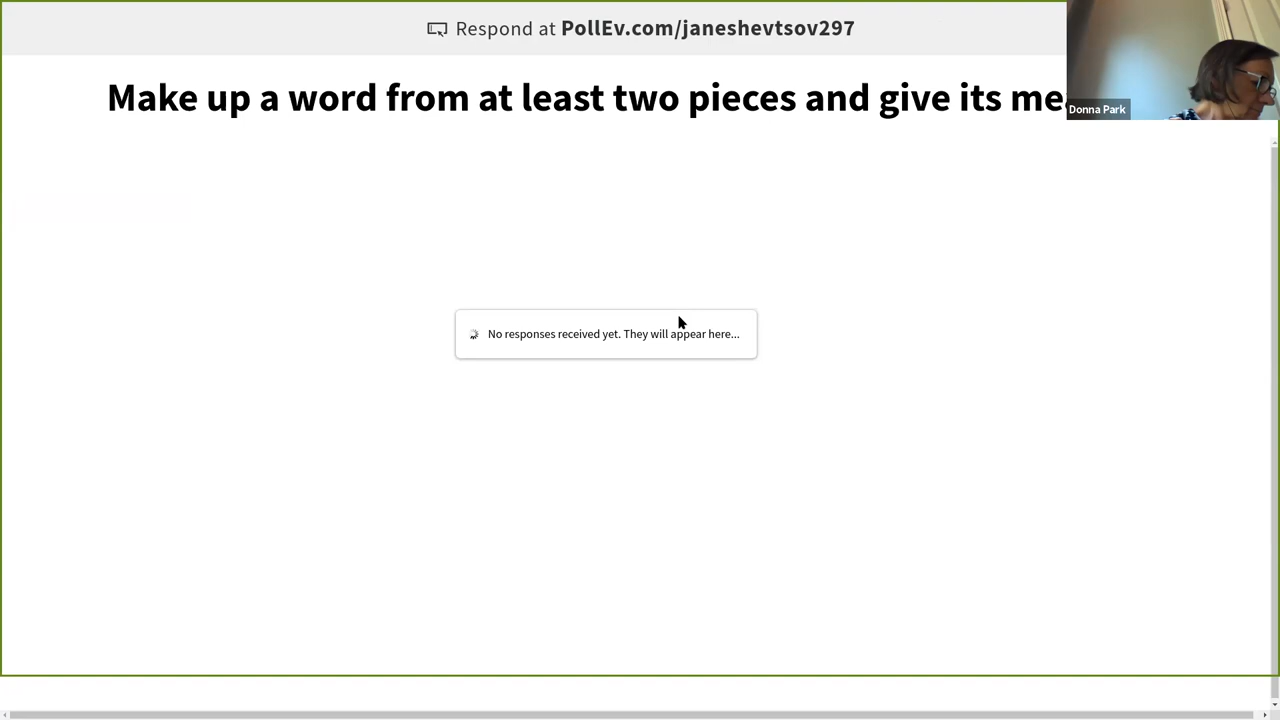 Respond at PollEv.com/janeshevtsov297
Make up a word from at least two pieces and give its
Donna Park
No responses received yet. They will appear here...